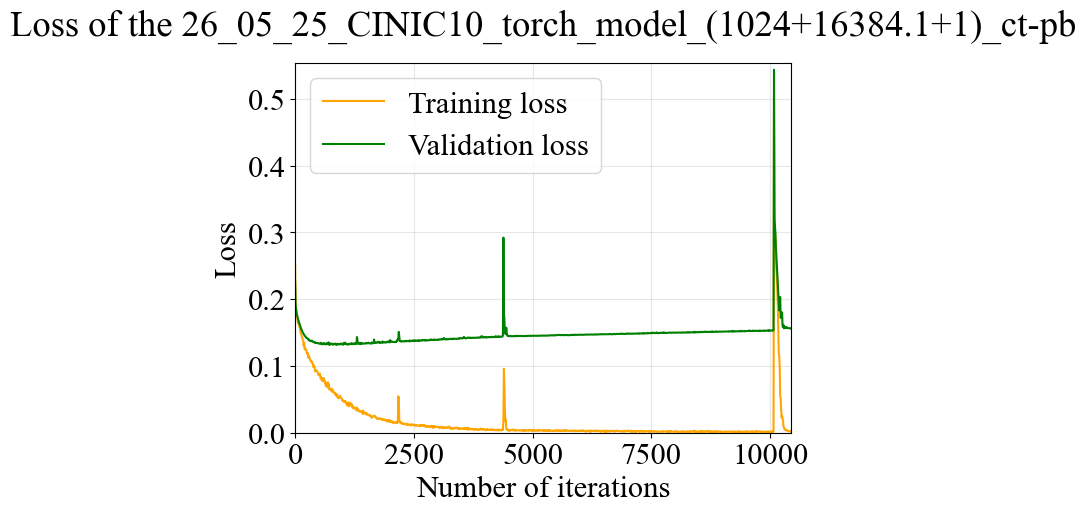 Loss of the 26_05_25_CINIC10_torch_model_(1024+16384.1+1)_ct-pb
Training loss
Validation loss
0.5
0.4
0.3
0.2
0.1
0.0
Loss
0 2500 5000 7500 10000
Number of iterations